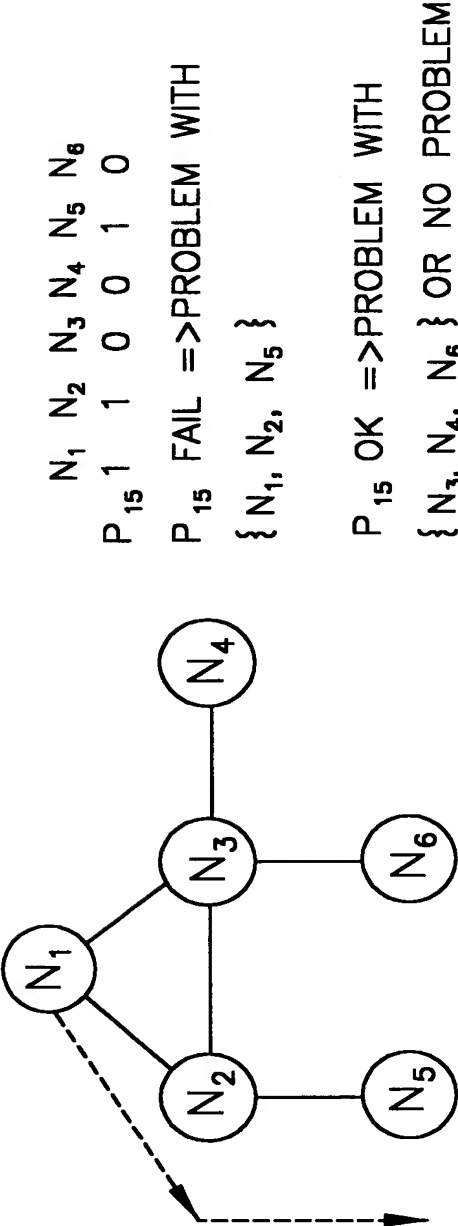 N₁
N₂ N₃ N₄
N₅ N₆
N₁ N₂ N₃ N₄ N₅ N₆
P₁₅ 1 1 0 0 1 0
P₁₅ FAIL =>PROBLEM WITH
{ N₁, N₂, N₅ }
P₁₅ OK =>PROBLEM WITH
{ N₃, N₄, N₆ } OR NO PROBLEM